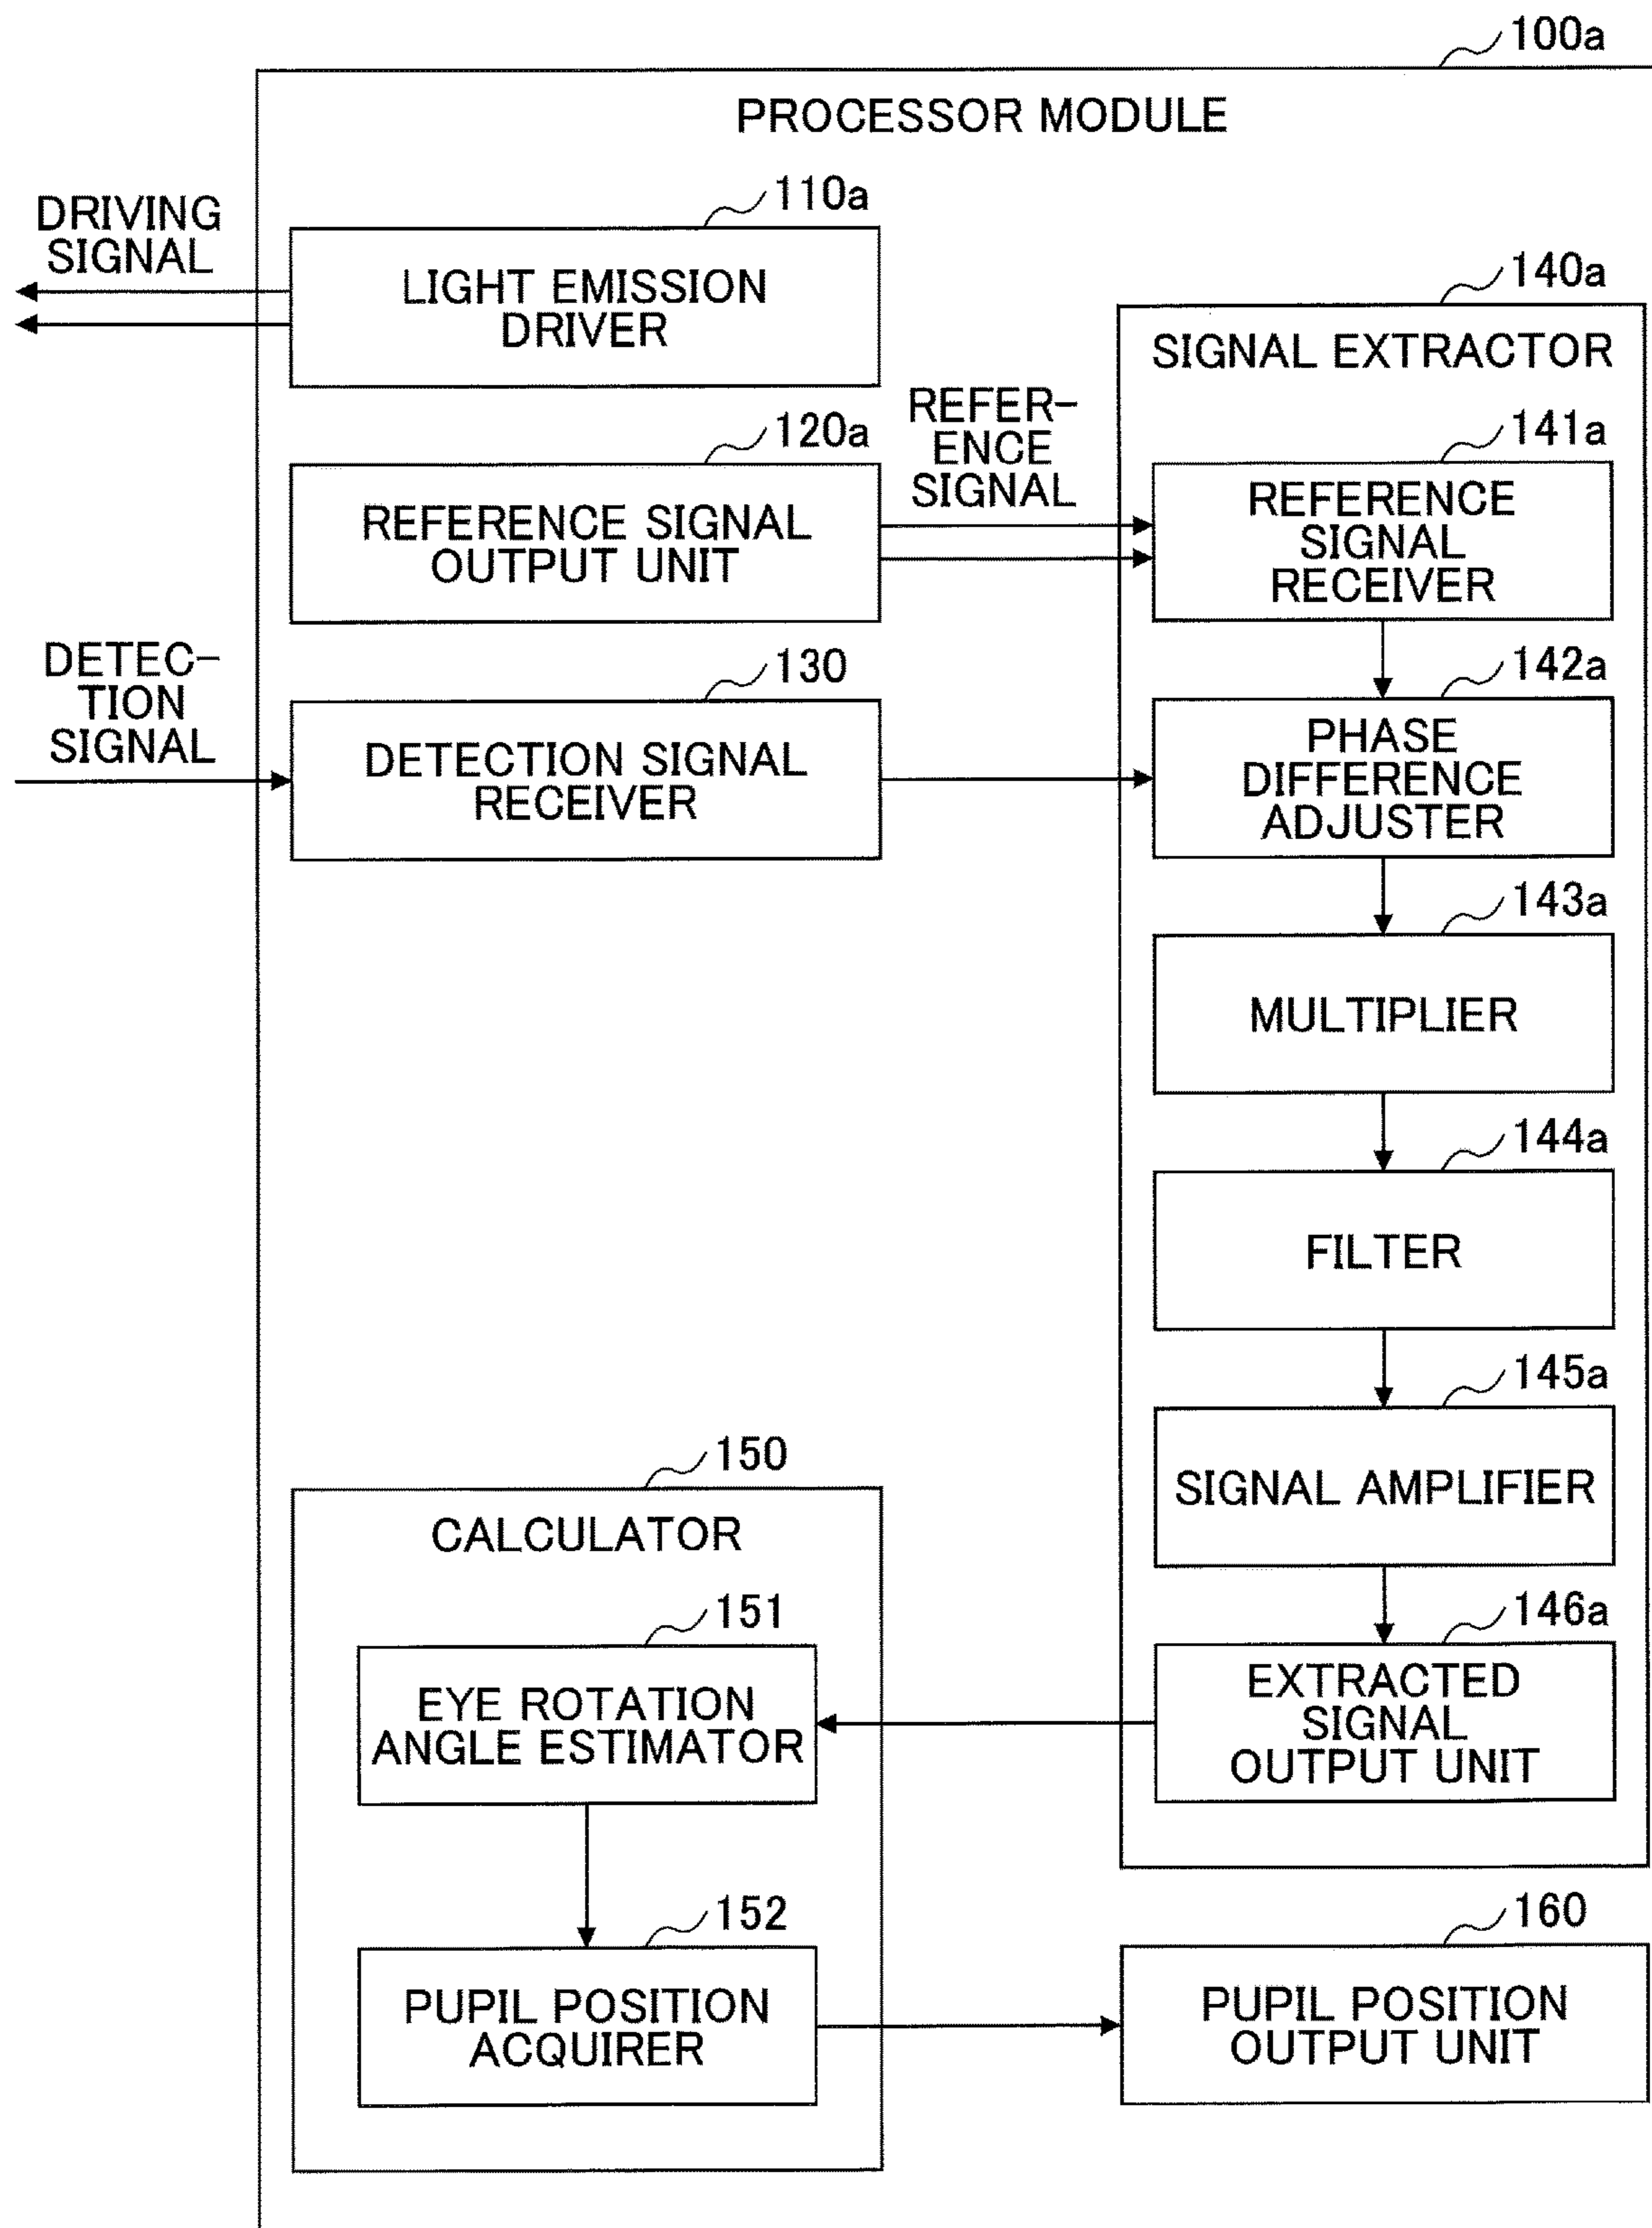 100a
PROCESSOR MODULE
110a
DRIVING
SIGNAL
LIGHT EMISSION
DRIVER
140a
SIGNAL EXTRACTOR
120a
REFER-
ENCE
SIGNAL
REFERENCE SIGNAL
OUTPUT UNIT
141a
REFERENCE
SIGNAL
RECEIVER
DETEC-
TION
SIGNAL
130
DETECTION SIGNAL
RECEIVER
142a
PHASE
DIFFERENCE
ADJUSTER
143a
MULTIPLIER
144a
FILTER
145a
SIGNAL AMPLIFIER
150
CALCULATOR
151
EYE ROTATION
ANGLE ESTIMATOR
146a
EXTRACTED
SIGNAL
OUTPUT UNIT
152
PUPIL POSITION
ACQUIRER
160
PUPIL POSITION
OUTPUT UNIT